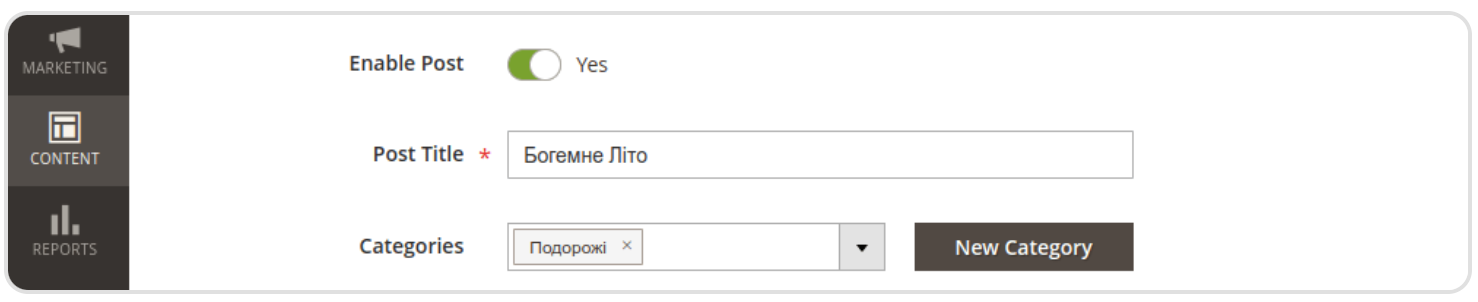 MARKETING
CONTENT
REPORTS
Enable Post Yes
Post Title * Богемне Літо
Categories Подорожі × New Category